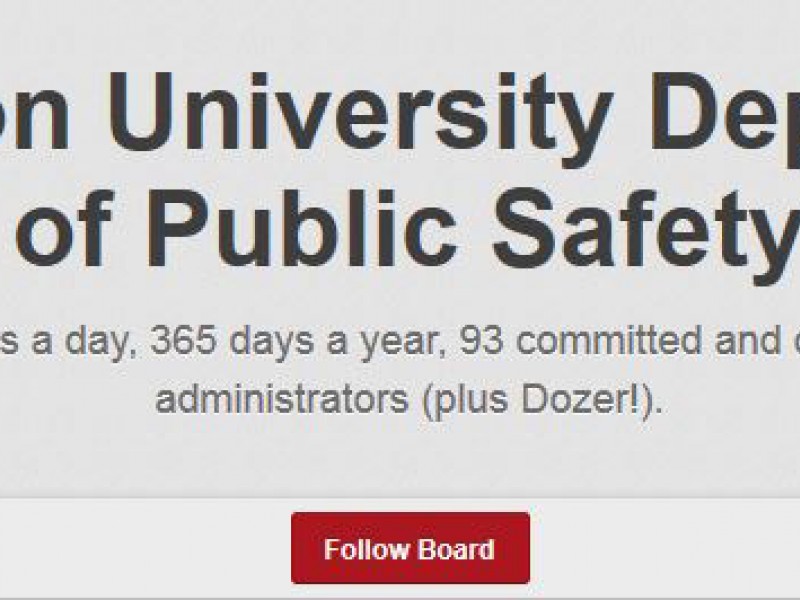 on University Dep
of Public Safety
s a day, 365 days a year, 93 committed and
administrators (plus Dozer!).
Follow Board